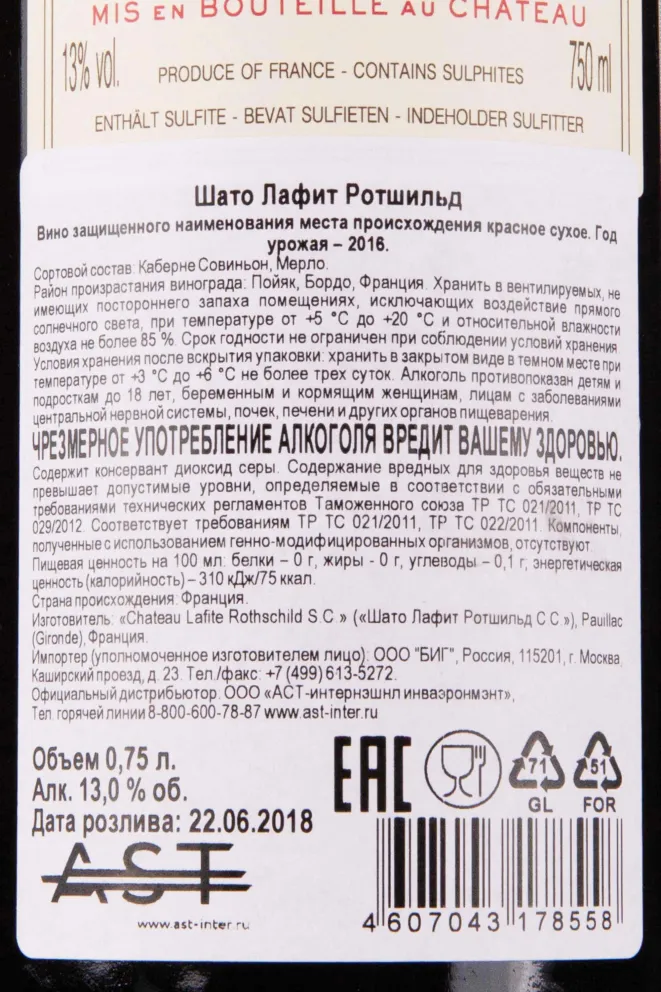 MIS EN BOUTEILLE AU CHÂTEAU
13% vol.
PRODUCE OF FRANCE - CONTAINS SULPHITES
750 ml
ENTHÄLT SULFITE - BEVAT SULFIETEN - INDEHOLDER SULFITTER
Шато Лафит Ротшильд
Вино защищенного наименования места происхождения красное сухое. Год
урожая – 2016.
Сортовой состав: Каберне Совиньон, Мерло.
Район произрастания винограда: Пойяк, Бордо, Франция. Хранить в вентилируемых, не
имеющих постороннего запаха помещениях, исключающих воздействие прямого
солнечного света, при температуре от +5 °С до +20 °С и относительной влажности
воздуха не более 85 %. Срок годности не ограничен при соблюдении условий хранения.
Условия хранения после вскрытия упаковки: хранить в закрытом виде в темном месте при
температуре от +3 °С до +6 °С не более трех суток. Алкоголь противопоказан детям и
подросткам до 18 лет, беременным и кормящим женщинам, лицам с заболеваниями
центральной нервной системы, почек, печени и других органов пищеварения.
ЧРЕЗМЕРНОЕ УПОТРЕБЛЕНИЕ АЛКОГОЛЯ ВРЕДИТ ВАШЕМУ ЗДОРОВЬЮ.
Содержит консервант диоксид серы. Содержание вредных для здоровья веществ не
превышает допустимые уровни, определяемые в соответствии с обязательными
требованиями технических регламентов Таможенного союза ТР ТС 021/2011, ТР ТС
029/2012. Соответствует требованиям ТР ТС 021/2011, ТР ТС 022/2011. Компоненты,
полученные с использованием генно-модифицированных организмов, отсутствуют.
Пищевая ценность на 100 мл: белки – 0 г, жиры - 0 г, углеводы – 0,1 г; энергетическая
ценность (калорийность) – 310 кДж/75 ккал.
Страна происхождения: Франция.
Изготовитель: «Chateau Lafite Rothschild S.C.» («Шато Лафит Ротшильд С.С.»), Pauillac
(Gironde), Франция.
Импортер (уполномоченное изготовителем лицо): ООО "БИГ", Россия, 115201, г. Москва,
Каширский проезд, д. 23. Тел./факс: +7 (499) 613-5272.
Официальный дистрибьютор: ООО «АСТ-интернэшнл инваэронмэнт»,
Тел. горячей линии 8-800-600-78-87 www.ast-inter.ru
Объем 0,75 л.
Алк. 13,0 % об.
Дата розлива: 22.06.2018
EAC
71
GL
51
FOR
AST
www.ast-inter.ru
4 607043 178558